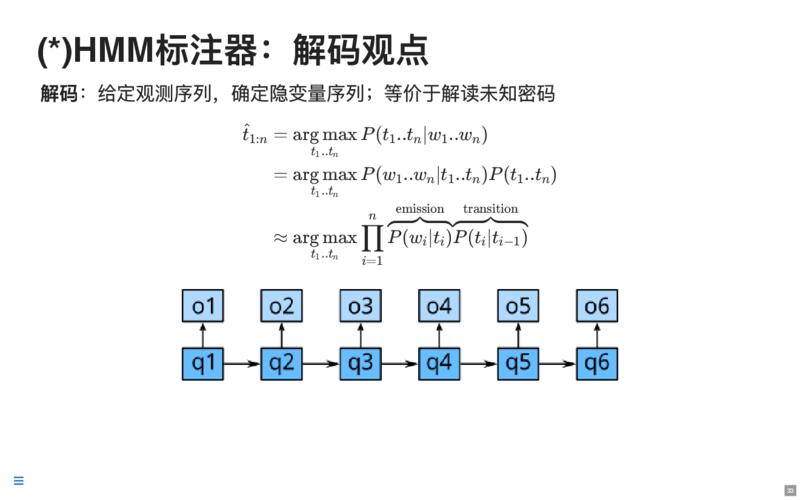 (*)HMM标注器：解码观点
解码：给定观测序列，确定隐变量序列；等价于解读未知密码
$\hat{t}_{1:n} = \underset{t_1..t_n}{\arg\max}\, P(t_1..t_n|w_1..w_n)$
$= \underset{t_1..t_n}{\arg\max}\, P(w_1..w_n|t_1..t_n)P(t_1..t_n)$
$\approx \underset{t_1..t_n}{\arg\max} \prod_{i=1}^{n} \overbrace{P(w_i|t_i)}^{\text{emission}} \overbrace{P(t_i|t_{i-1})}^{\text{transition}}$
o1 o2 o3 o4 o5 o6
q1 q2 q3 q4 q5 q6
33